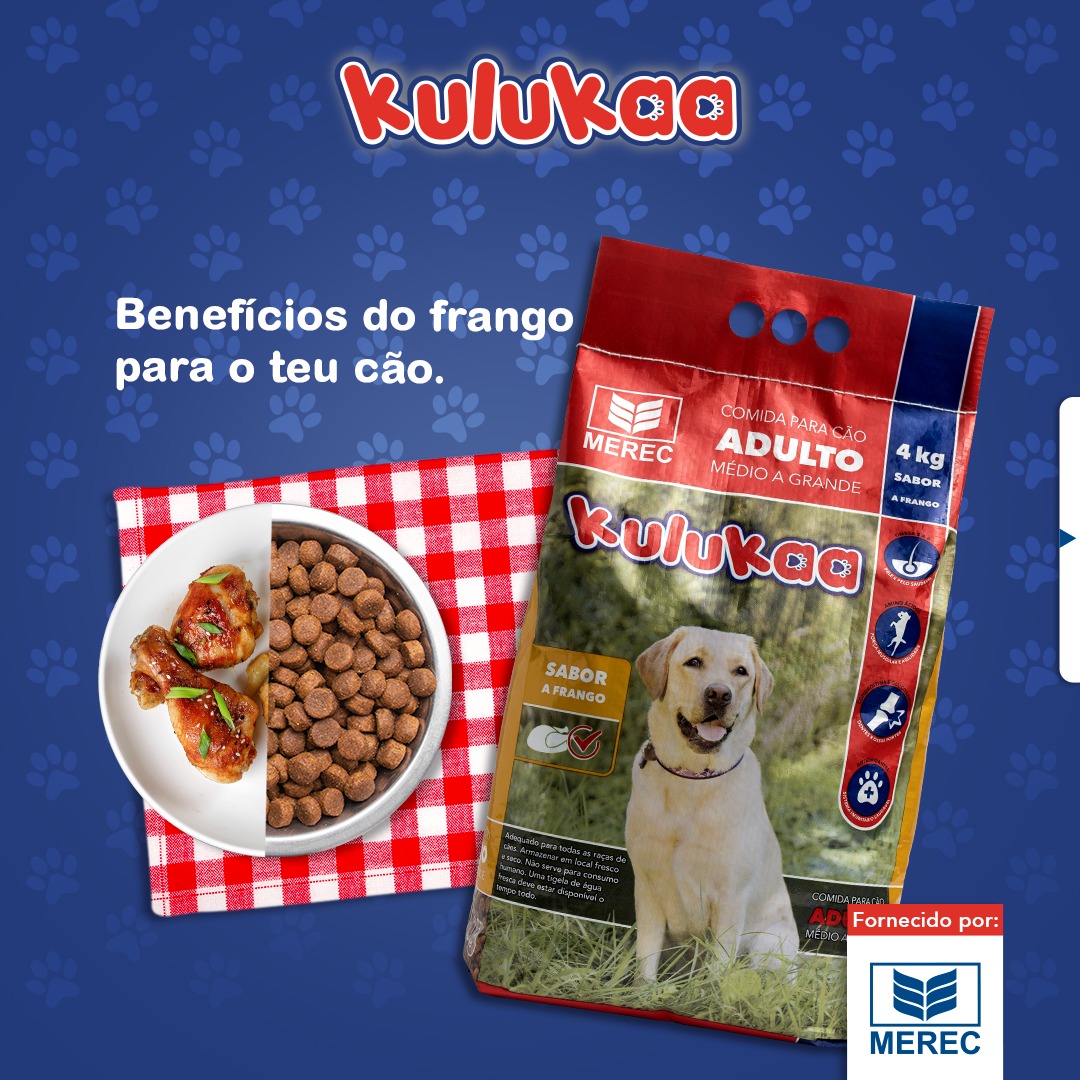 kulukaa
Benefícios do frango
para o teu cão.
MEREC
COMIDA PARA CÃO
ADULTO
MÉDIO A GRANDE
4 kg
SABOR
A FRANGO
kulukaa
SABOR
A FRANGO
Adequado para todas as raças de
cães. Armazenar em local fresco
e seco. Não serve para consumo
humano. Uma tigela de água
fresca deve estar disponível o
tempo todo.
COMIDA PARA CÃO
MÉDIO A
Fornecido por:
MEREC